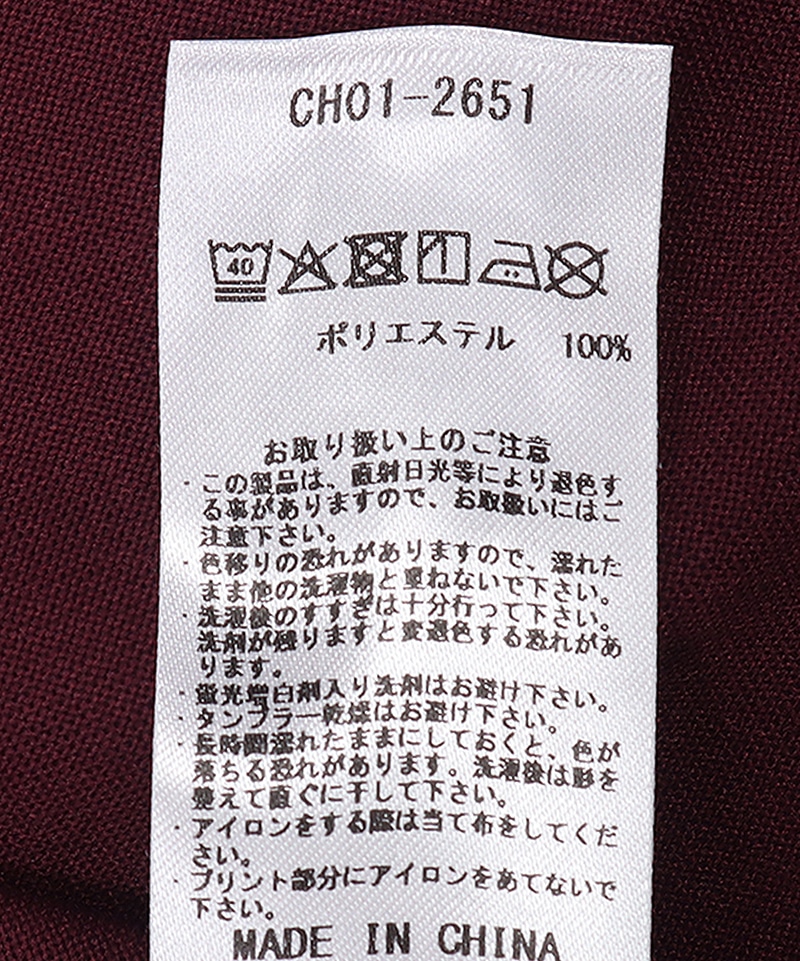 CH01-2651
40
ポリエステル 100%
お取り扱い上のご注意
・この製品は、直射日光等により退色す
る事がありますので、お取扱いにはご
注意下さい。
・色移りの恐れがありますので、濡れた
まま他の洗濯物と重ねないで下さい。
・洗濯後のすすぎは十分行って下さい。
洗剤が残りますと変退色する恐れがあ
ります。
・蛍光増白剤入り洗剤はお避け下さい。
・タンブラー乾燥はお避け下さい。
・長時間濡れたままにしておくと、色が
落ちる恐れがあります。洗濯後は形を
整えて直ぐに干して下さい。
・アイロンをする際は当て布をしてくだ
さい。
・プリント部分にアイロンをあてないで
下さい。
MADE IN CHINA